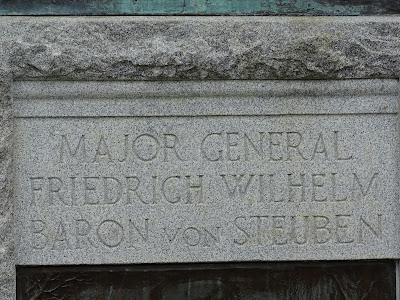 MAJOR GENERAL
FRIEDRICH WILHELM
BARON VON STEUBEN